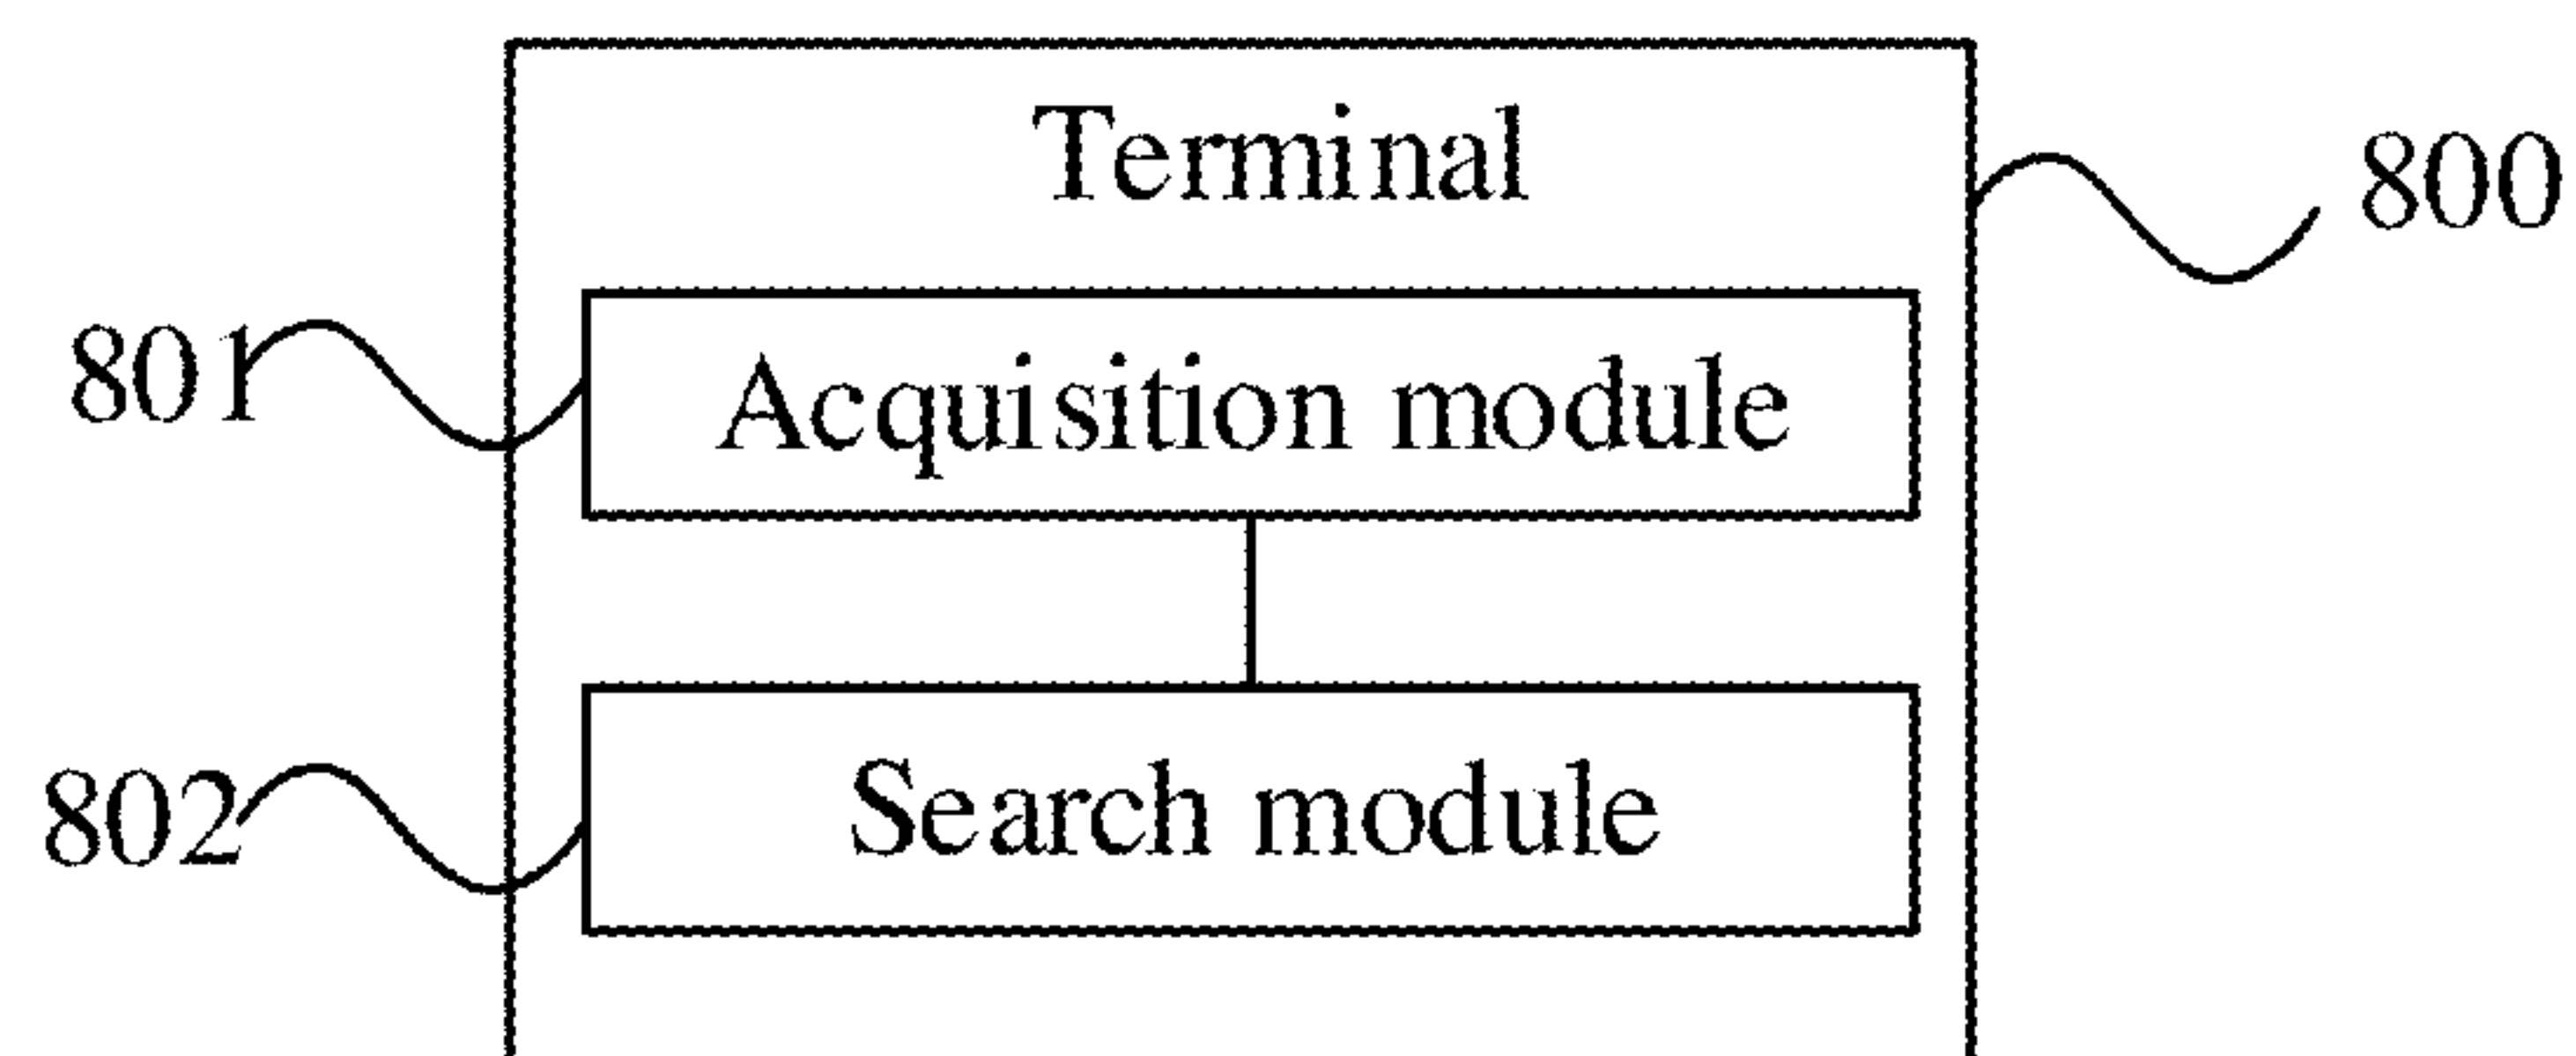 Terminal
800
801
Acquisition module
802
Search module